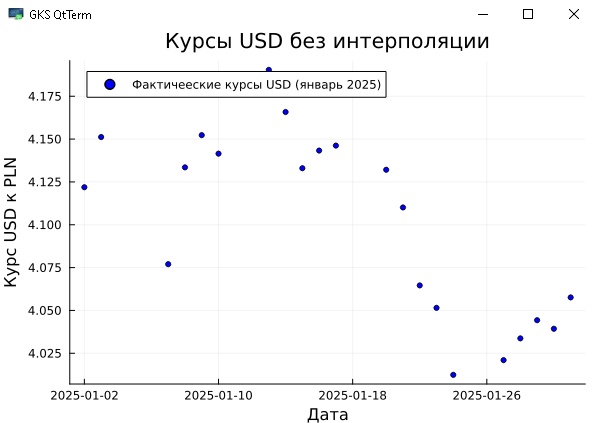 GKS QtTerm
Курсы USD без интерполяции
Фактичеескиe курсы USD (январь 2025)
4.175
4.150
4.125
4.100
4.075
4.050
4.025
Курс USD к PLN
2025-01-02
2025-01-10
2025-01-18
2025-01-26
Дата